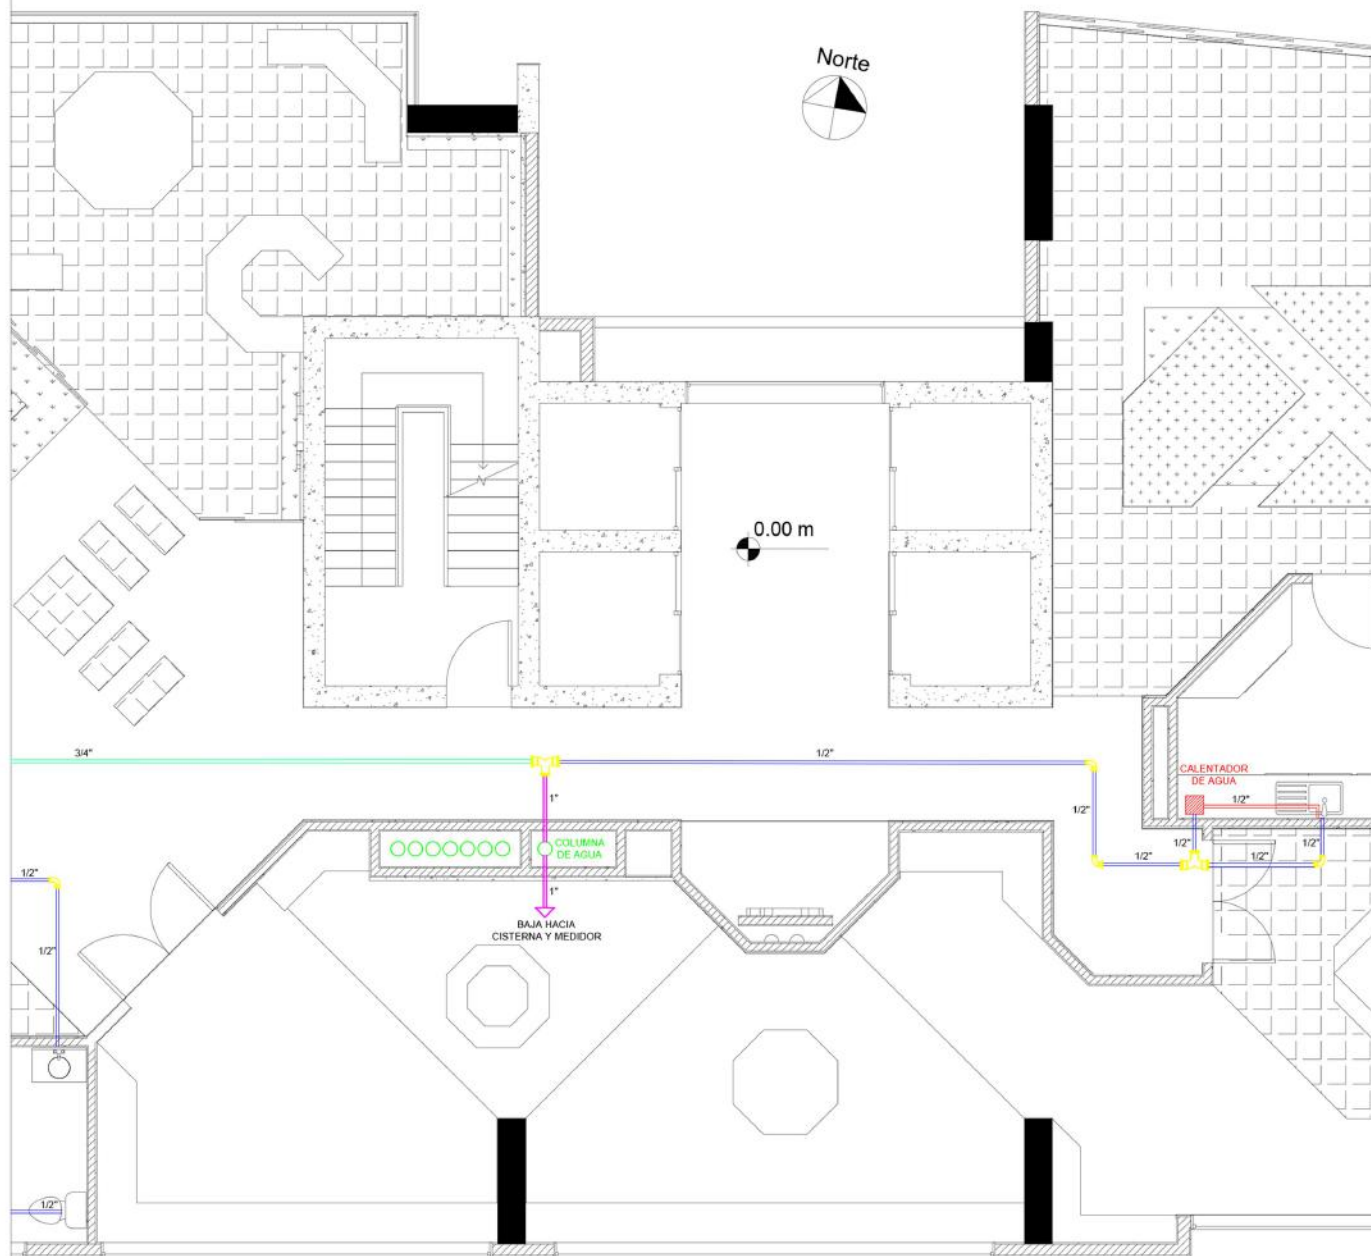 Norte
0.00 m
3/4"
1/2"
1"
1/2"
CALENTADOR
DE AGUA
1/2"
1/2"
1/2"
1/2"
1/2"
1/2"
COLUMNA
DE AGUA
1/2"
1"
BAJA HACIA
CISTERNA Y MEDIDOR
1/2"
1/2"